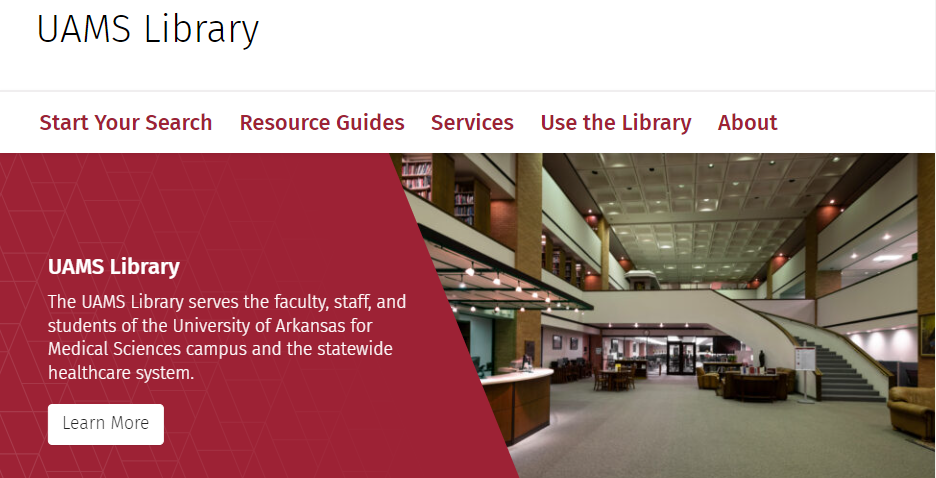 UAMS Library
Start Your Search Resource Guides Services Use the Library About
UAMS Library
The UAMS Library serves the faculty, staff, and
students of the University of Arkansas for
Medical Sciences campus and the statewide
healthcare system.
Learn More